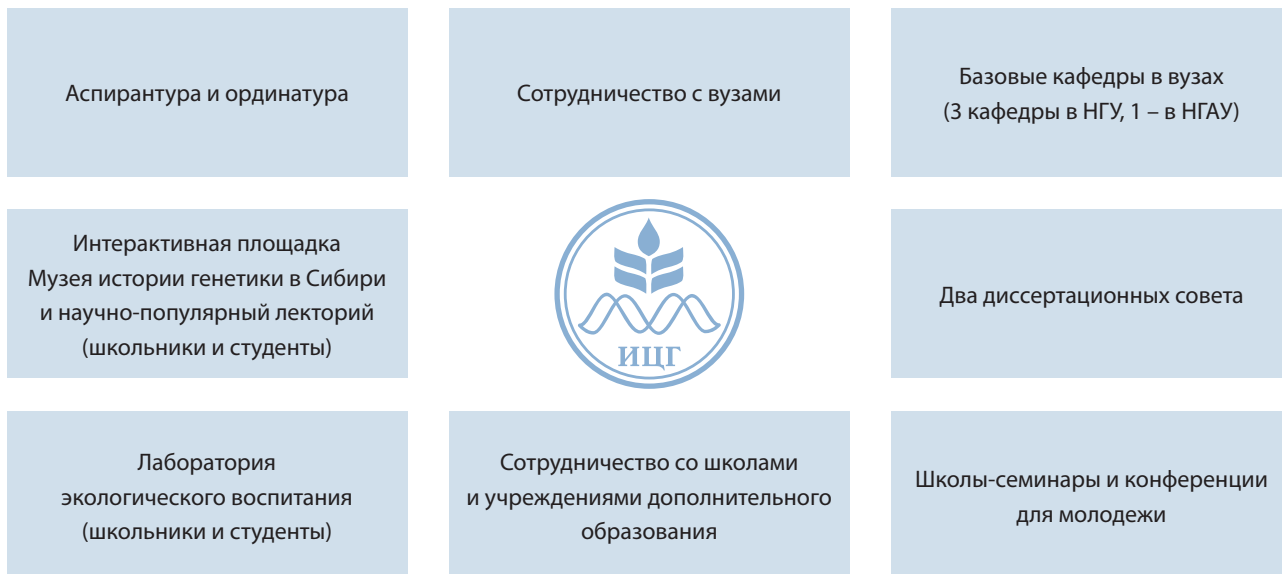 Аспирантура и ординатура
Сотрудничество с вузами
Базовые кафедры в вузах
(3 кафедры в НГУ, 1 – в НГАУ)
Интерактивная площадка
Музея истории генетики в Сибири
и научно-популярный лекторий
(школьники и студенты)
ИЦГ
Два диссертационных совета
Лаборатория
экологического воспитания
(школьники и студенты)
Сотрудничество со школами
и учреждениями дополнительного
образования
Школы-семинары и конференции
для молодежи